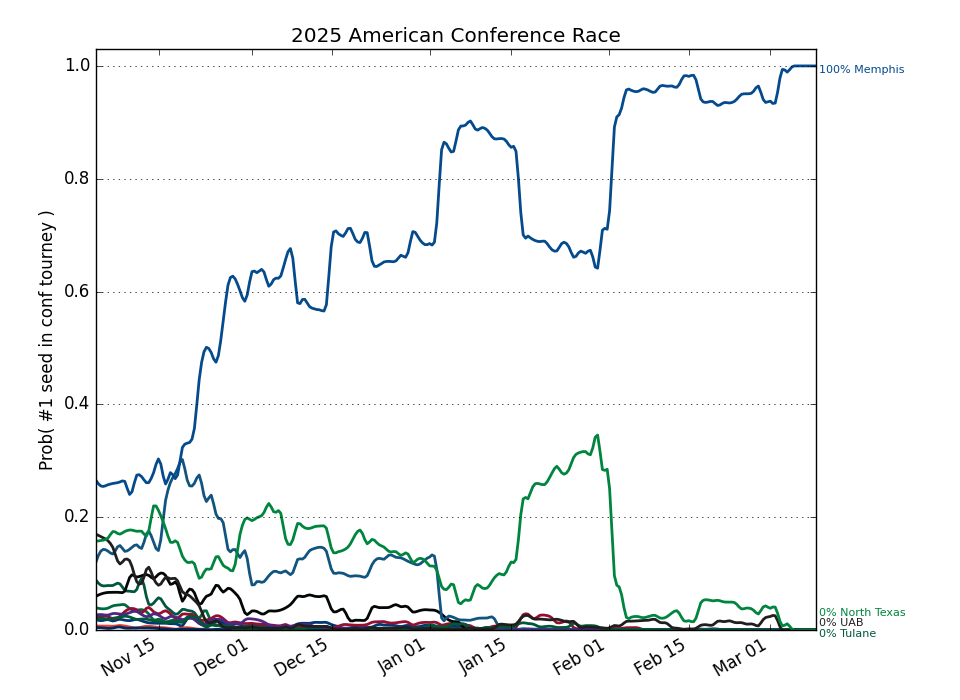 2025 American Conference Race
Prob( #1 seed in conf tourney )
1.0
0.8
0.6
0.4
0.2
0.0
100% Memphis
0% North Texas
0% UAB
0% Tulane
Nov 15
Dec 01
Dec 15
Jan 01
Jan 15
Feb 01
Feb 15
Mar 01